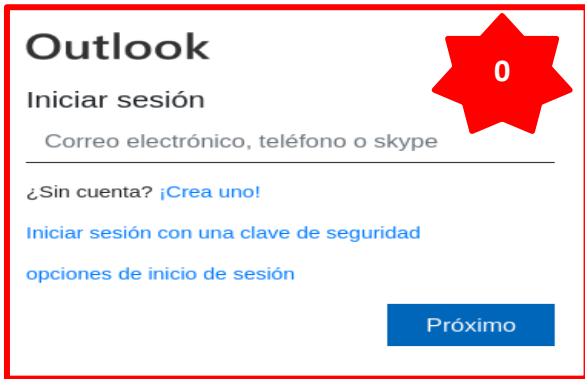 Outlook
0
Iniciar sesión
Correo electrónico, teléfono o skype
¿Sin cuenta? ¡Crea uno!
Iniciar sesión con una clave de seguridad
opciones de inicio de sesión
Próximo